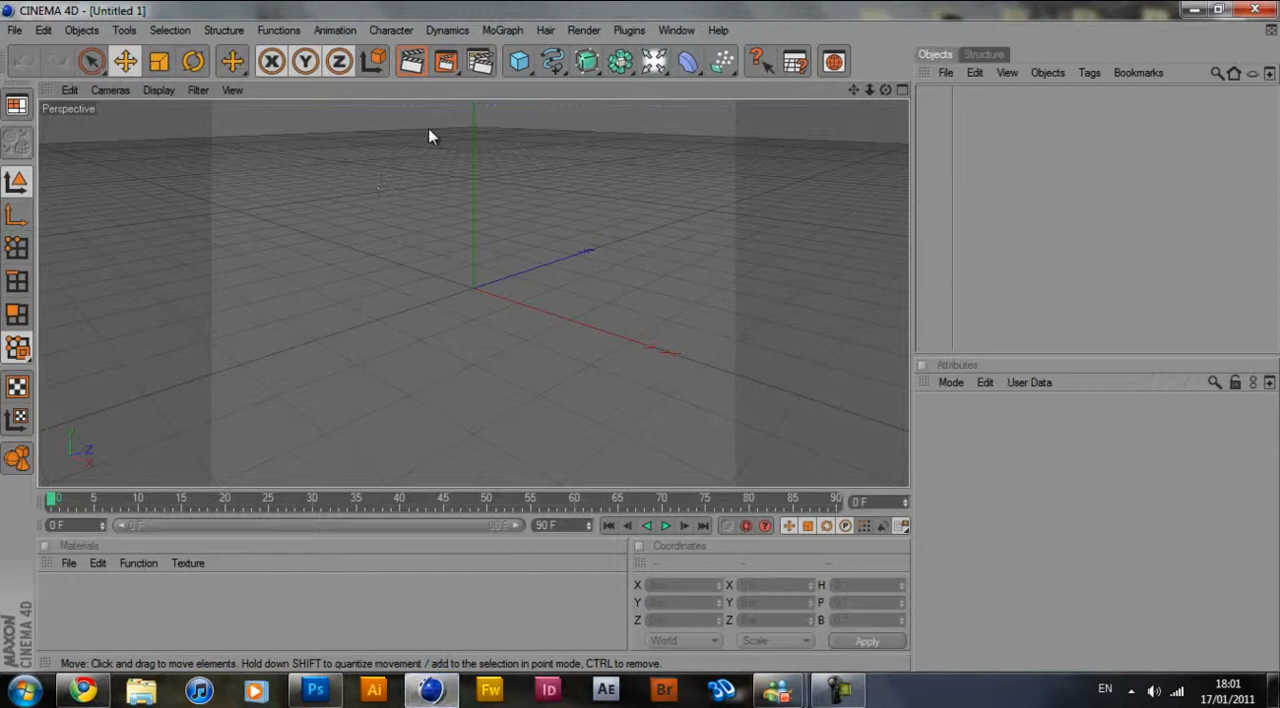 CINEMA 4D - [Untitled 1]
File Edit Objects Tools Selection Structure Functions Animation Character Dynamics MoGraph Hair Render Plugins Window Help
X Y Z
Objects Structure
File Edit View Objects Tags Bookmarks
Edit Cameras Display Filter View
Perspective
Y Z X
Attributes
Mode Edit User Data
0 5 10 15 20 25 30 35 40 45 50 55 60 65 70 75 80 85 90 0 F
0 F 0 F 90 F 90 F
Materials
File Edit Function Texture
Coordinates
X X H
Y Y P
Z Z B
World Scale Apply
MAXON CINEMA 4D
Move: Click and drag to move elements. Hold down SHIFT to quantize movement / add to the selection in point mode, CTRL to remove.
Ps Ai Fw Id AE Br 3D
EN 18:01
17/01/2011